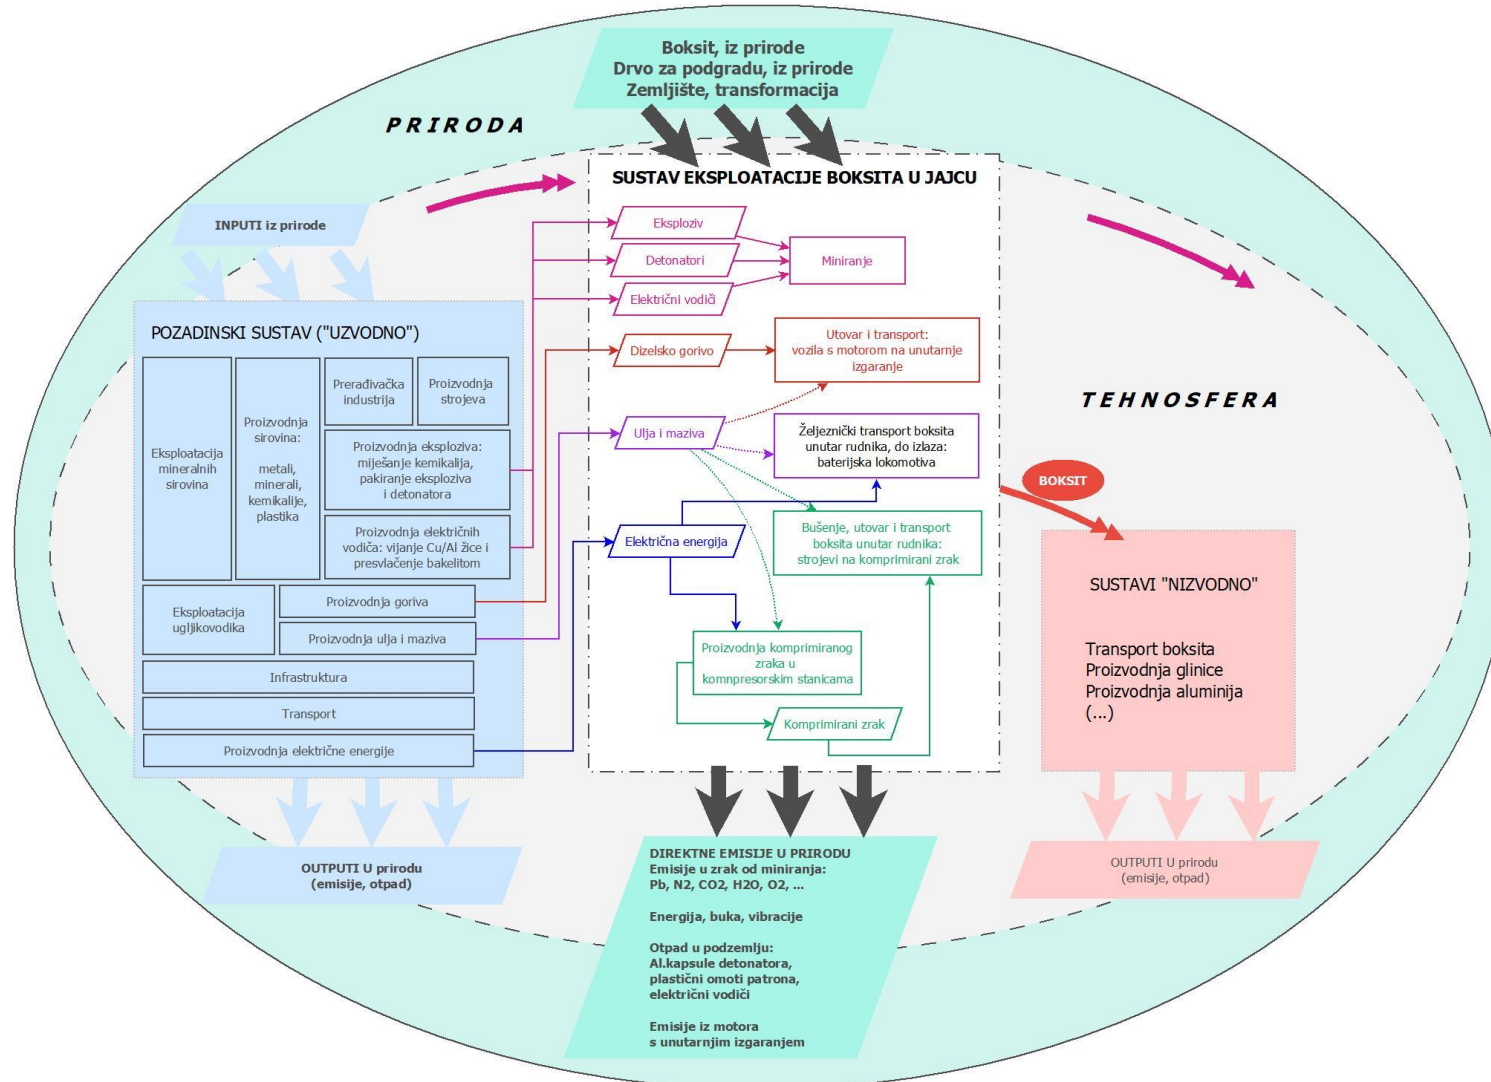 Boksit, iz prirode
Drvo za podgradu, iz prirode
Zemljište, transformacija
PRIRODA
SUSTAV EKSPLOATACIJE BOKSITA U JAJCU
INPUTI iz prirode
Eksploziv
Detonatori
Električni vodiči
Miniranje
POZADINSKI SUSTAV ("UZVODNO")
Eksploatacija
mineralnih
sirovina
Proizvodnja
sirovina:
metali,
minerali,
kemikalije,
plastika
Prerađivačka
industrija
Proizvodnja
strojeva
Proizvodnja eksploziva:
miješanje kemikalija,
pakiranje eksploziva
i detonatora
Proizvodnja električnih
vodiča: vijanje Cu/Al žice i
presvlačenje bakelitom
Eksploatacija
ugljikovodika
Proizvodnja goriva
Proizvodnja ulja i maziva
Infrastruktura
Transport
Proizvodnja električne energije
Dizelsko gorivo
Utovar i transport:
vozila s motorom na unutarnje
izgaranje
Ulja i maziva
Željeznički transport boksita
unutar rudnika, do izlaza:
baterijska lokomotiva
Električna energija
Bušenje, utovar i transport
boksita unutar rudnika:
strojevi na komprimirani zrak
Proizvodnja komprimiranog
zraka u
komnpresorskim stanicama
Komprimirani zrak
TEHNOSFERA
BOKSIT
SUSTAVI "NIZVODNO"
Transport boksita
Proizvodnja glinice
Proizvodnja aluminija
(...)
OUTPUTI U prirodu
(emisije, otpad)
DIREKTNE EMISIJE U PRIRODU
Emisije u zrak od miniranja:
Pb, N2, CO2, H2O, O2, ...
Energija, buka, vibracije
Otpad u podzemlju:
Al.kapsule detonatora,
plastični omoti patrona,
električni vodiči
Emisije iz motora
s unutarnjim izgaranjem
OUTPUTI U prirodu
(emisije, otpad)